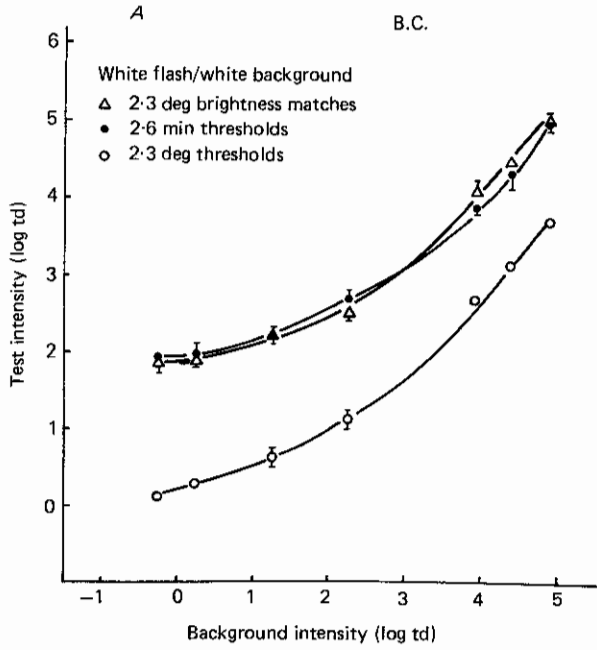 A
B.C.
White flash/white background
△ 2·3 deg brightness matches
● 2·6 min thresholds
○ 2·3 deg thresholds
6
5
4
3
2
1
0
Test intensity (log td)
−1 0 1 2 3 4 5
Background intensity (log td)